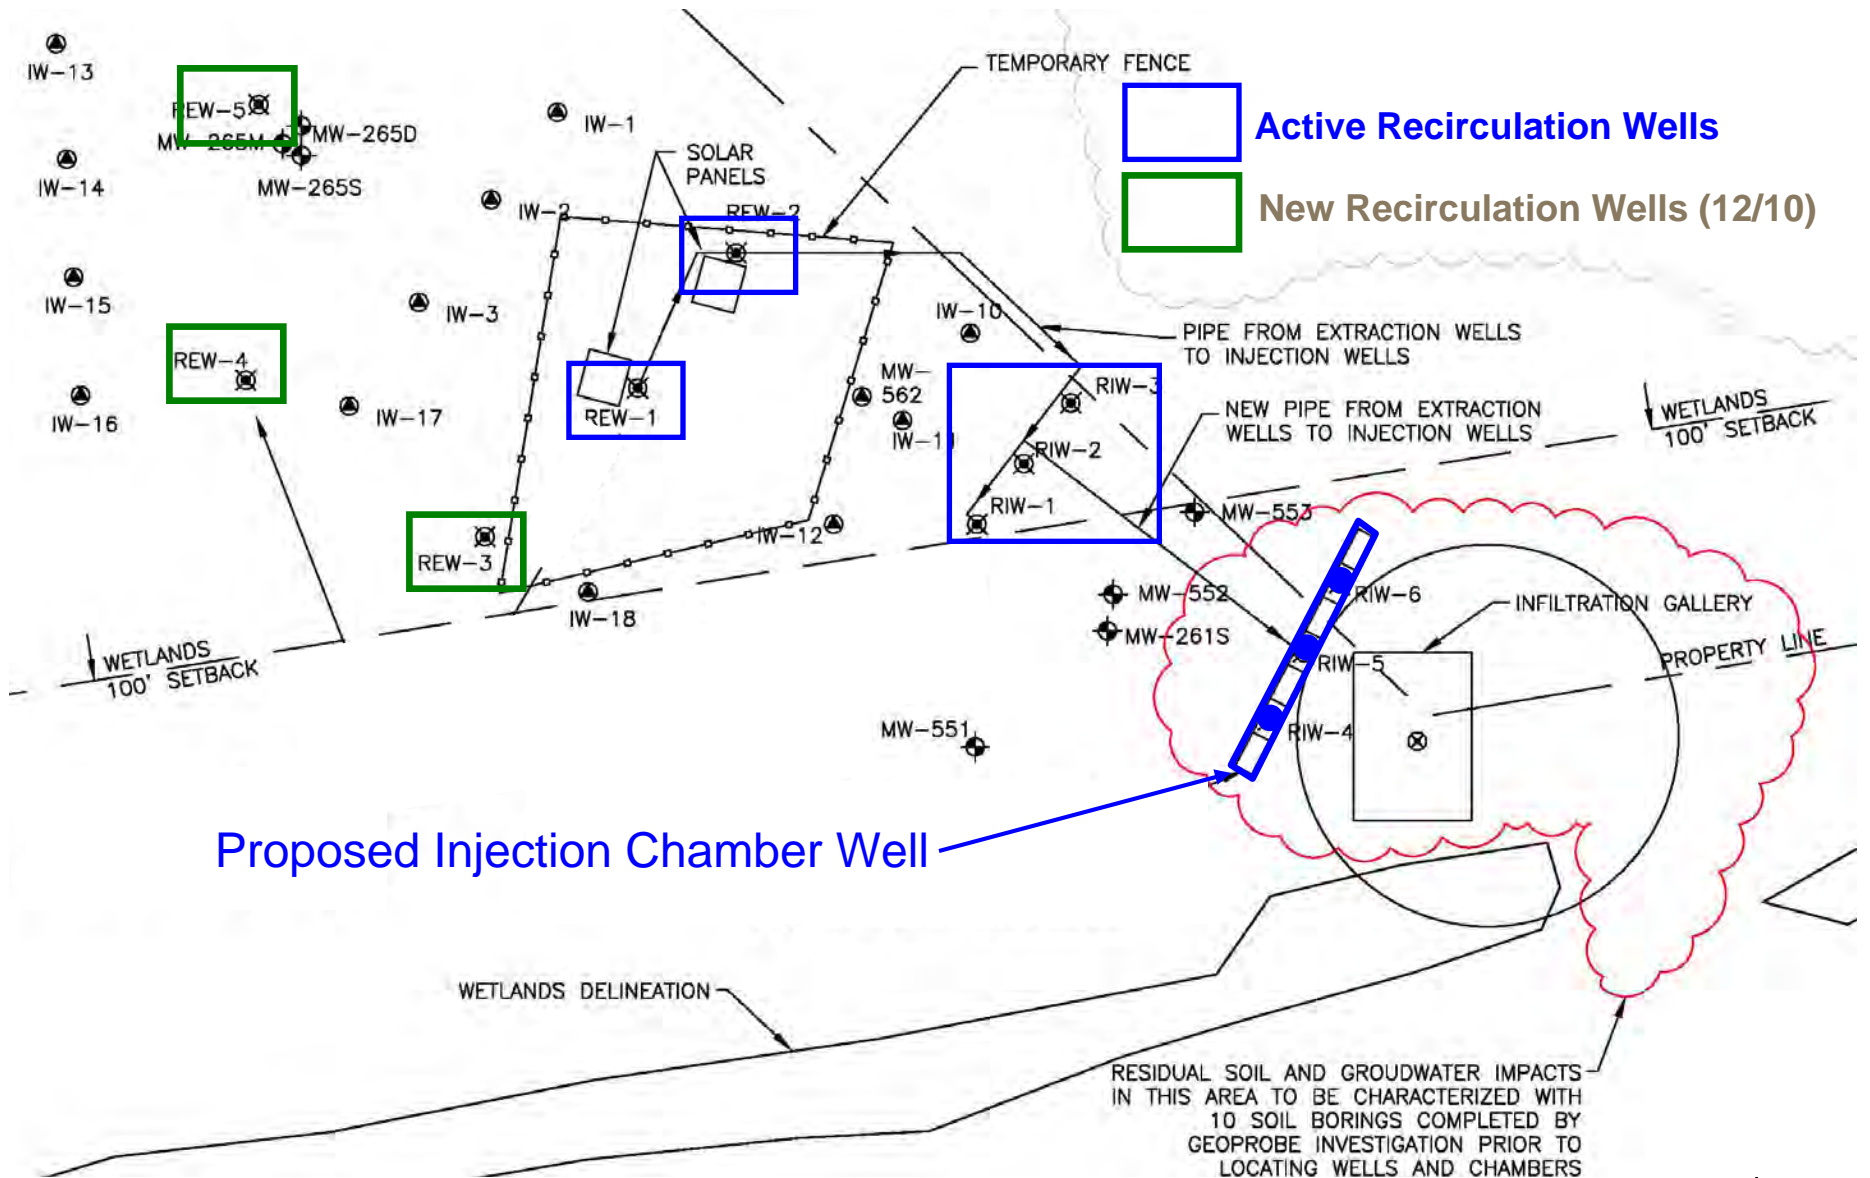 IW-13
REW-5
MW-265M
MW-265D
MW-265S
IW-14
IW-1
SOLAR
PANELS
TEMPORARY FENCE
Active Recirculation Wells
New Recirculation Wells (12/10)
IW-2
REW-2
IW-15
IW-3
IW-10
PIPE FROM EXTRACTION WELLS
TO INJECTION WELLS
REW-4
IW-16
IW-17
REW-1
MW-
562
IW-11
RIW-3
RIW-2
RIW-1
NEW PIPE FROM EXTRACTION
WELLS TO INJECTION WELLS
WETLANDS
100' SETBACK
REW-3
IW-12
MW-553
IW-18
MW-552
MW-261S
RIW-6
INFILTRATION GALLERY
RIW-5
PROPERTY LINE
WETLANDS
100' SETBACK
MW-551
RIW-4
Proposed Injection Chamber Well
WETLANDS DELINEATION
RESIDUAL SOIL AND GROUDWATER IMPACTS
IN THIS AREA TO BE CHARACTERIZED WITH
10 SOIL BORINGS COMPLETED BY
GEOPROBE INVESTIGATION PRIOR TO
LOCATING WELLS AND CHAMBERS